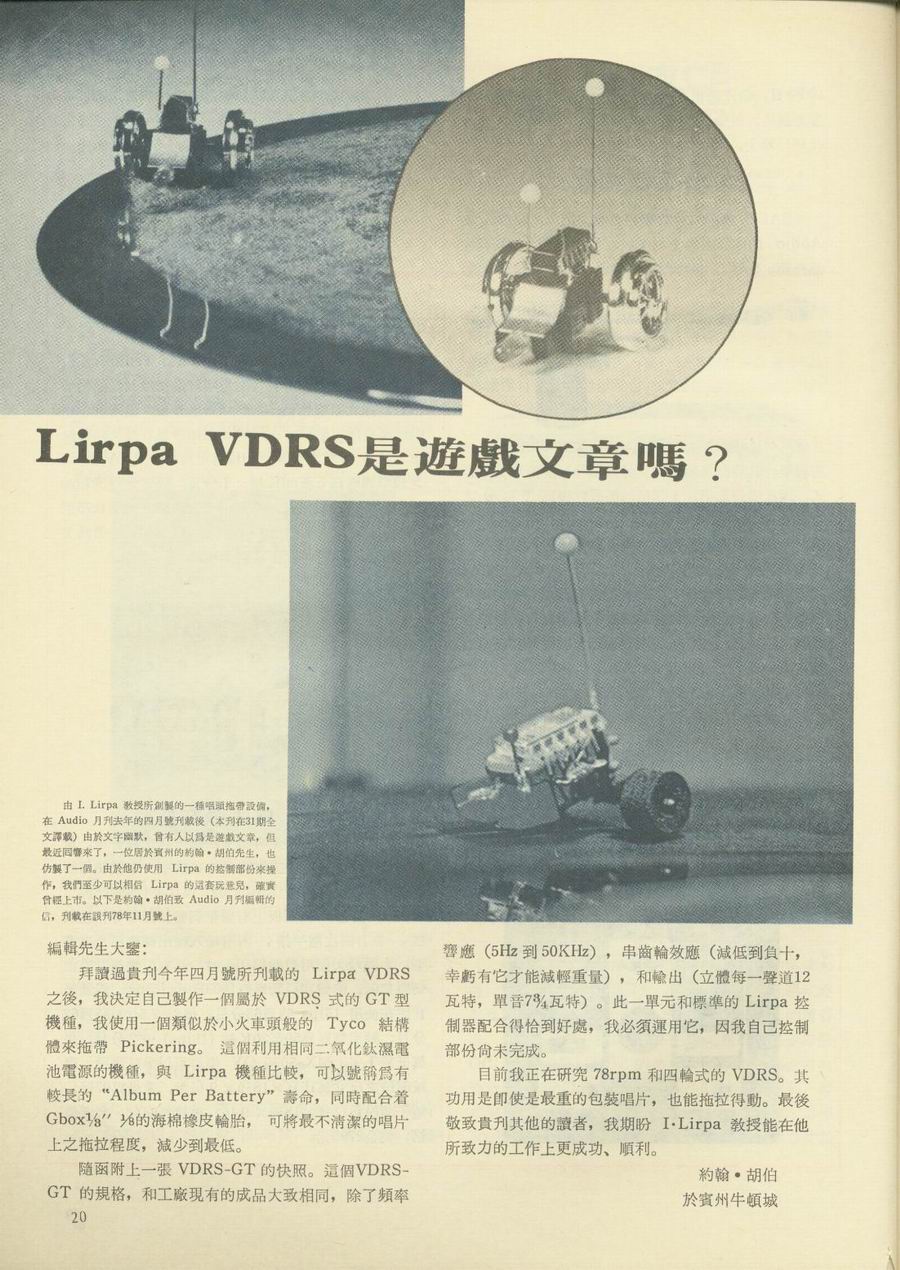 Lirpa VDRS是遊戲文章嗎？
由 I. Lirpa 教授所創製的一種唱頭拖帶設備，
在 Audio 月刊去年的四月號刊載後（本刊在31期全
文譯載）由於文字幽默，曾有人以爲是遊戲文章，但
最近囘響來了，一位居於賓州的約翰•胡伯先生，也
仿製了一個。由於他仍使用 Lirpa 的控制部份來操
作，我們至少可以相信 Lirpa 的這套玩意兒，確實
曾經上市。以下是約翰•胡伯致 Audio 月刊編輯的
信，刋載在該刊78年11月號上。
編輯先生大鑒：
拜讀過貴刊今年四月號所刋載的 Lirpa VDRS
之後，我決定自己製作一個屬於 VDRS 式的 GT 型
機種，我使用一個類似於小火車頭般的 Tyco 結構
體來拖帶 Pickering。 這個利用相同二氧化鈦濕電
池電源的機種，與 Lirpa 機種比較，可以號稱爲有
較長的 “Album Per Battery” 壽命，同時配合着
Gbox⅛″ ⅛的海棉橡皮輪胎， 可將最不清潔的唱片
上之拖拉程度，減少到最低。
隨函附上一張 VDRS-GT 的快照。這個VDRS-
GT 的規格，和工廠現有的成品大致相同，除了頻率
響應（5Hz 到 50KHz），串齒輪效應（減低到負十，
幸虧有它才能減輕重量），和輸出（立體每一聲道12
瓦特，單音7¾瓦特）。此一單元和標準的 Lirpa 控
制器配合得恰到好處，我必須運用它，因我自己控制
部份尙未完成。
目前我正在研究 78rpm 和四輪式的 VDRS。其
功用是卽使是最重的包裝唱片，也能拖拉得動。最後
敬致貴刋其他的讀者，我期盼 I·Lirpa 教授能在他
所致力的工作上更成功、順利。
約翰•胡伯
於賓州牛頓城
20